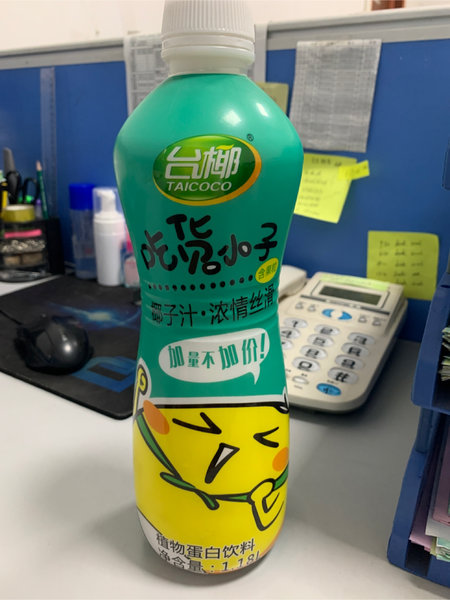 台椰
®
TAICOCO
吃货小子
含果粒
椰子汁·浓情丝滑
加量不加价!
植物蛋白饮料
净含量:1.18L